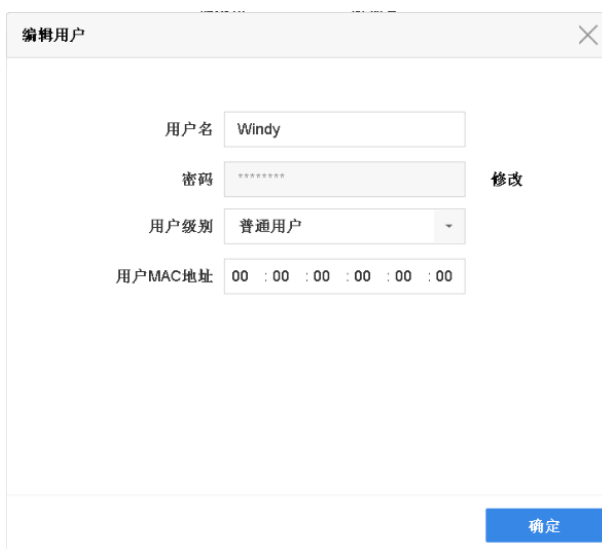 编辑用户
用户名 Windy
密码 ******** 修改
用户级别 普通用户
用户MAC地址 00 : 00 : 00 : 00 : 00 : 00
确定